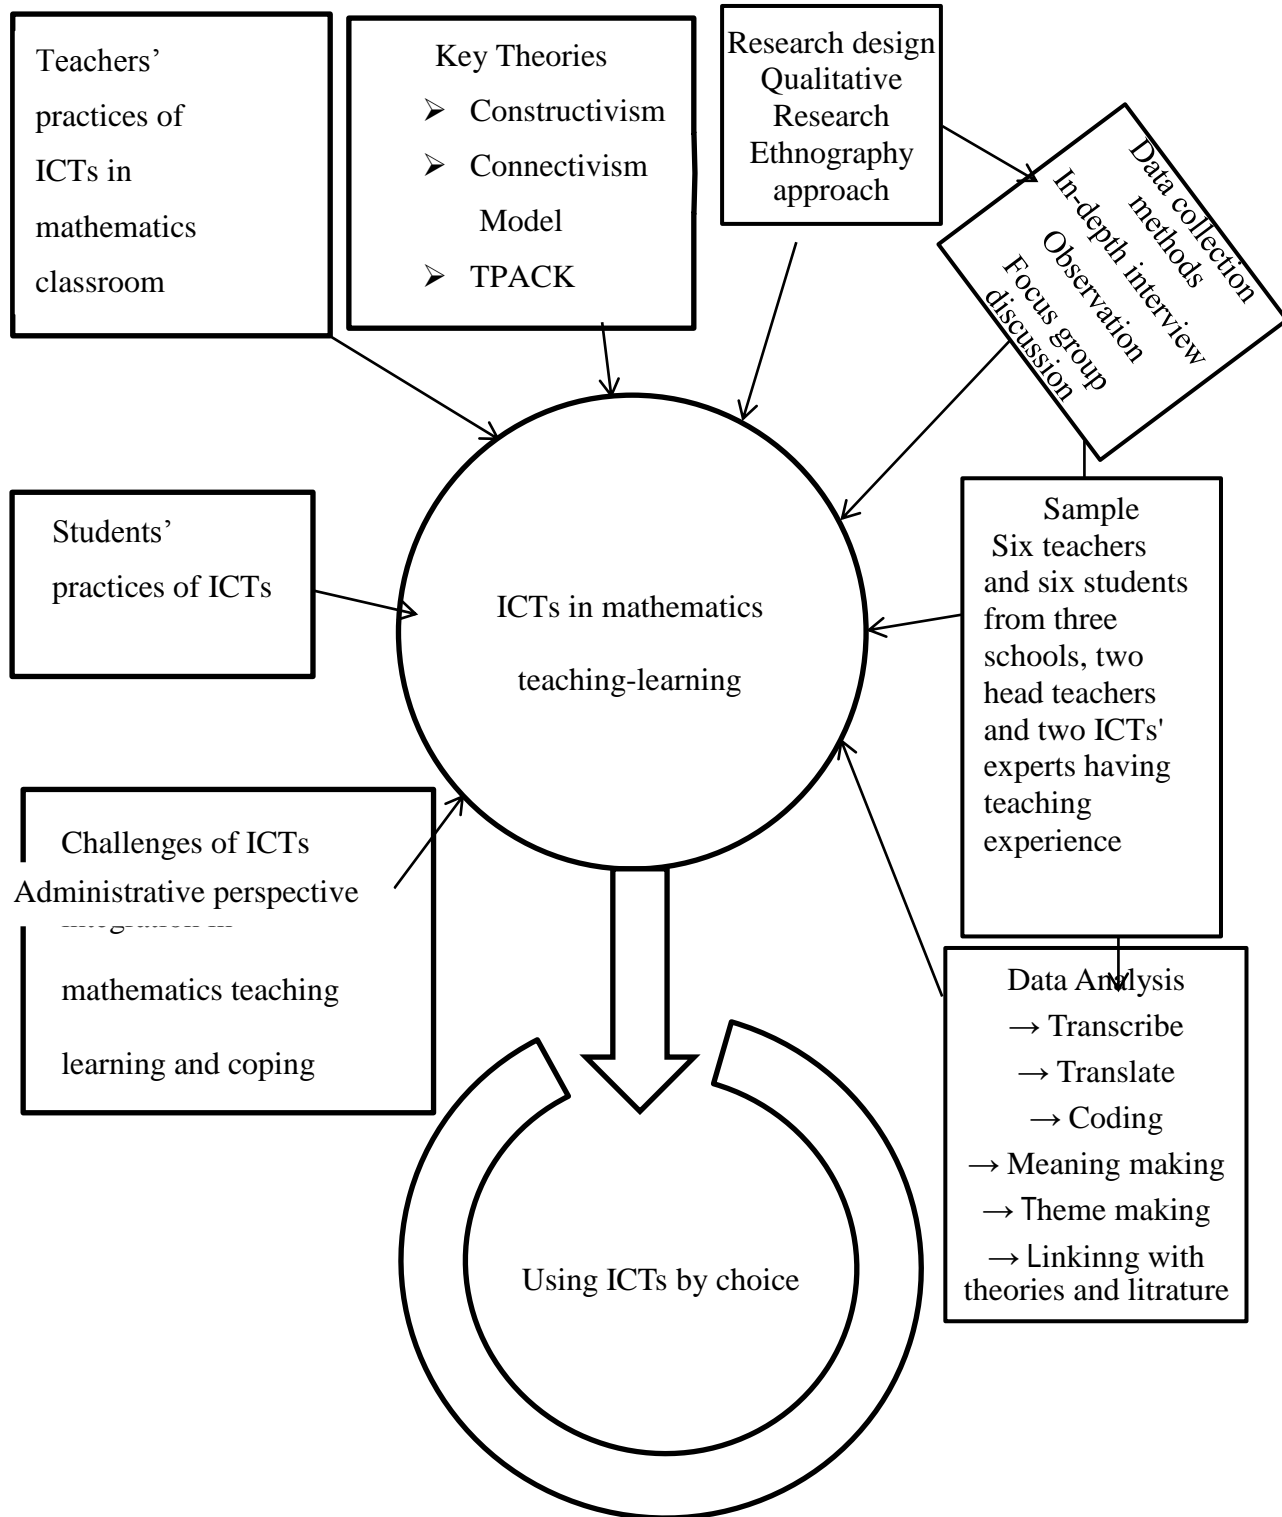 Teachers’
practices of
ICTs in
mathematics
classroom
Key Theories
➢ Constructivism
➢ Connectivism
Model
➢ TPACK
Research design
Qualitative
Research
Ethnography
approach
Data collection
methods
In-depth interview
Observation
Focus group
discussion
Students’
practices of ICTs
ICTs in mathematics
teaching-learning
Sample
Six teachers
and six students
from three
schools, two
head teachers
and two ICTs'
experts having
teaching
experience
Challenges of ICTs
Administrative perspective
mathematics teaching
learning and coping
Data Analysis
→ Transcribe
→ Translate
→ Coding
→ Meaning making
→ Theme making
→ Linkinng with
theories and litrature
Using ICTs by choice